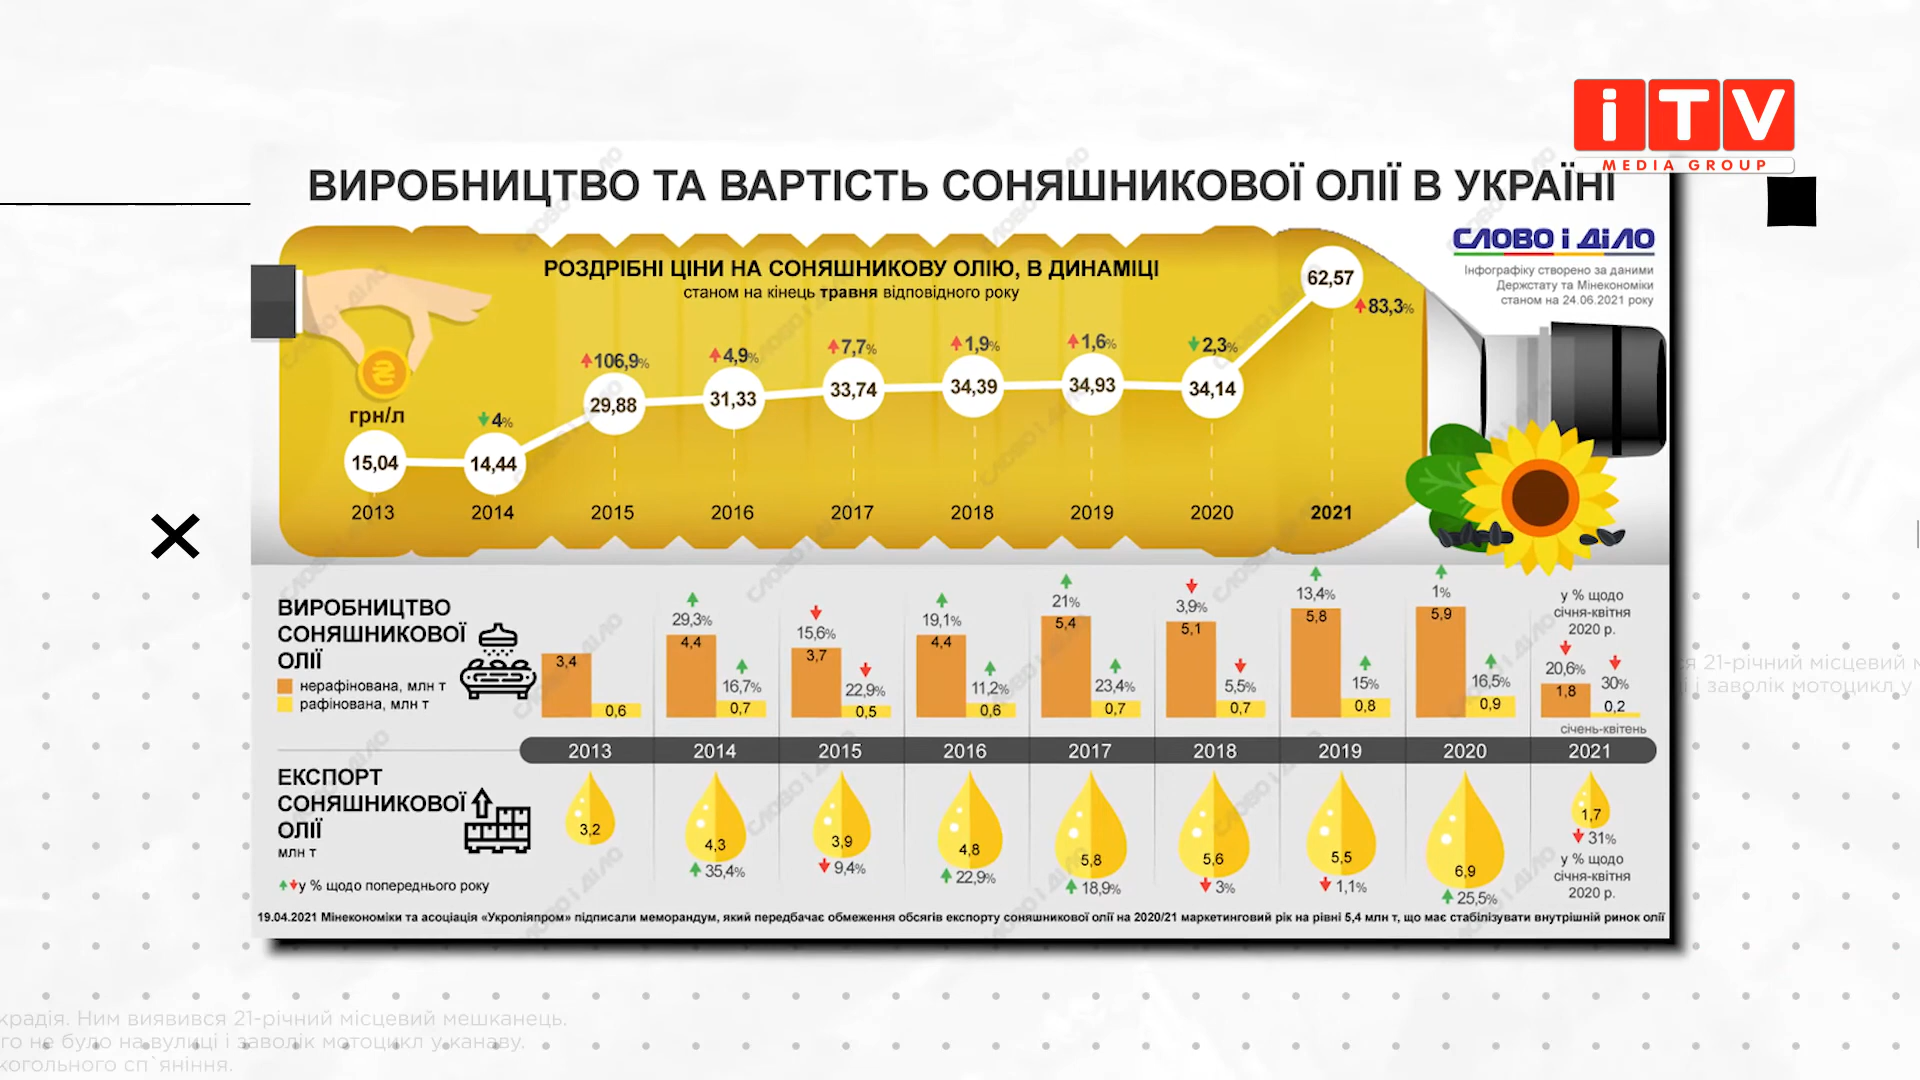 iTV
MEDIA GROUP
ВИРОБНИЦТВО ТА ВАРТІСТЬ СОНЯШНИКОВОЇ ОЛІЇ В УКРАЇНІ
СЛОВО і ДіЛО
Інфографіку створено за даними
Держстату та Мінекономіки
станом на 24.06.2021 року
РОЗДРІБНІ ЦІНИ НА СОНЯШНИКОВУ ОЛІЮ, В ДИНАМІЦІ
станом на кінець травня відповідного року
грн/л
4% 106,9% 4,9% 7,7% 1,9% 1,6% 2,3% 83,3%
15,04 14,44 29,88 31,33 33,74 34,39 34,93 34,14 62,57
2013 2014 2015 2016 2017 2018 2019 2020 2021
ВИРОБНИЦТВО
СОНЯШНИКОВОЇ
ОЛІЇ
нерафінована, млн т
рафінована, млн т
29,3% 15,6% 19,1% 21% 3,9% 13,4% 1%
у % щодо
січня-квітня
2020 р.
20,6% 30%
3,4 4,4 3,7 4,4 5,4 5,1 5,8 5,9 1,8
16,7% 22,9% 11,2% 23,4% 5,5% 15% 16,5%
0,6 0,7 0,5 0,6 0,7 0,7 0,8 0,9 0,2
січень-квітень
2013 2014 2015 2016 2017 2018 2019 2020 2021
ЕКСПОРТ
СОНЯШНИКОВОЇ
ОЛІЇ
млн т
3,2 4,3 3,9 4,8 5,8 5,6 5,5 6,9 1,7
35,4% 9,4% 22,9% 18,9% 3% 1,1% 25,5% 31%
у % щодо
січня-квітня
2020 р.
у % щодо попереднього року
19.04.2021 Мінекономіки та асоціація «Укроліяпром» підписали меморандум, який передбачає обмеження обсягів експорту соняшникової олії на 2020/21 маркетинговий рік на рівні 5,4 млн т, що має стабілізувати внутрішній ринок олії
21-річний місцевий
і заволік мотоцикл у
крадія. Ним виявився 21-річний місцевий мешканець.
го не було на вулиці і заволік мотоцикл у канаву.
когольного сп`яніння.